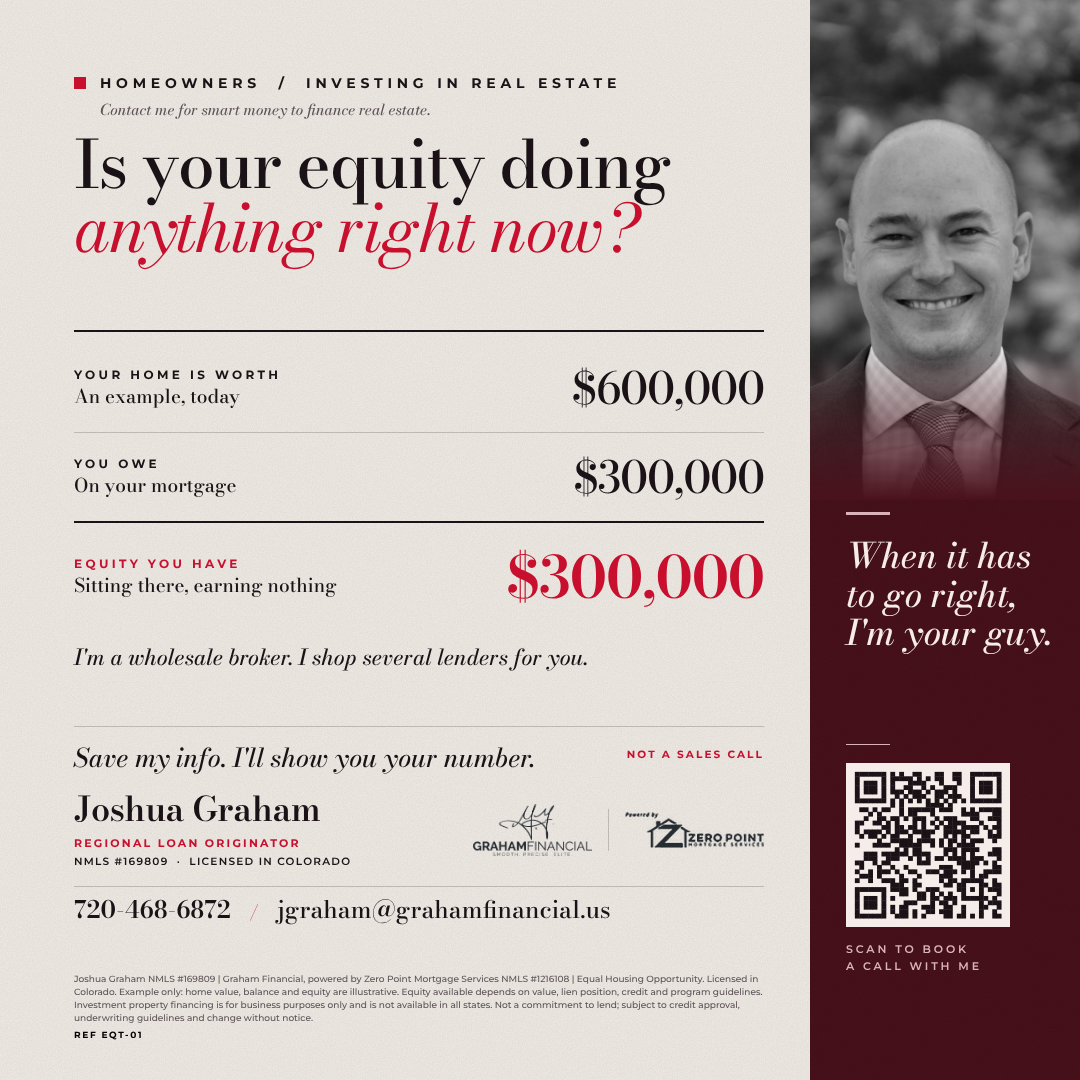 HOMEOWNERS / INVESTING IN REAL ESTATE
Contact me for smart money to finance real estate.
Is your equity doing
anything right now?
YOUR HOME IS WORTH
An example, today
$600,000
YOU OWE
On your mortgage
$300,000
EQUITY YOU HAVE
Sitting there, earning nothing
$300,000
I'm a wholesale broker. I shop several lenders for you.
Save my info. I'll show you your number.
NOT A SALES CALL
Joshua Graham
REGIONAL LOAN ORIGINATOR
NMLS #169809 · LICENSED IN COLORADO
GRAHAMFINANCIAL
SMOOTH. PRECISE. ELITE.
Powered by
ZERO POINT
MORTGAGE SERVICES
720-468-6872 / jgraham@grahamfinancial.us
Joshua Graham NMLS #169809 | Graham Financial, powered by Zero Point Mortgage Services NMLS #1216108 | Equal Housing Opportunity. Licensed in
Colorado. Example only: home value, balance and equity are illustrative. Equity available depends on value, lien position, credit and program guidelines.
Investment property financing is for business purposes only and is not available in all states. Not a commitment to lend; subject to credit approval,
underwriting guidelines and change without notice.
REF EQT-01
When it has
to go right,
I'm your guy.
SCAN TO BOOK
A CALL WITH ME